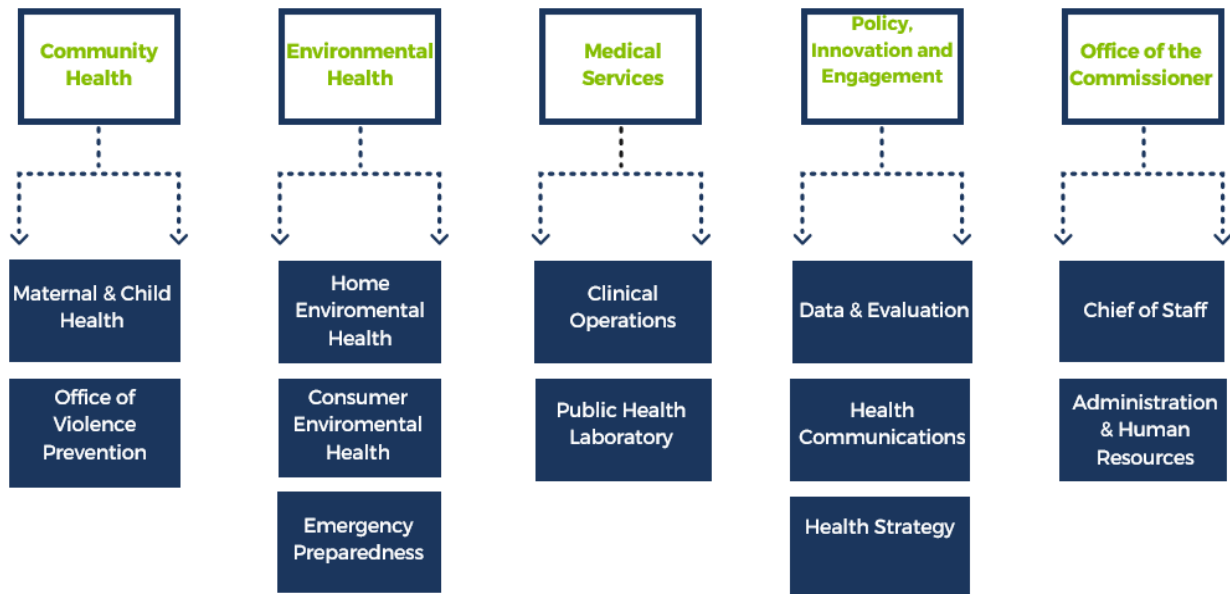 Community
Health
Environmental
Health
Medical
Services
Policy,
Innovation and
Engagement
Office of the
Commissioner
Maternal & Child
Health
Office of
Violence
Prevention
Home
Enviromental
Health
Consumer
Enviromental
Health
Emergency
Preparedness
Clinical
Operations
Public Health
Laboratory
Data & Evaluation
Health
Communications
Health Strategy
Chief of Staff
Administration
& Human
Resources